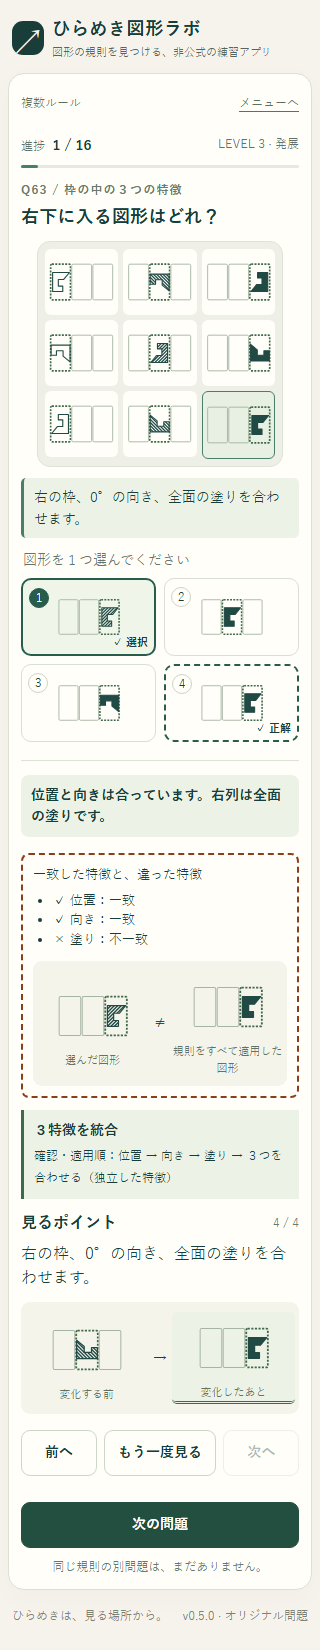 ひらめき図形ラボ
図形の規則を見つける、非公式の練習アプリ
複数ルール
メニューへ
進捗 1 / 16
LEVEL 3 · 発展
Q63 / 枠の中の3つの特徴
右下に入る図形はどれ？
右の枠、0°の向き、全面の塗りを合わ
せます。
図形を1つ選んでください
1
✓ 選択
2
3
4
✓ 正解
位置と向きは合っています。右列は全面
の塗りです。
一致した特徴と、違った特徴
• ✓ 位置：一致
• ✓ 向き：一致
• × 塗り：不一致
≠
選んだ図形
規則をすべて適用した
図形
3特徴を統合
確認・適用順：位置 → 向き → 塗り → 3つを
合わせる（独立した特徴）
見るポイント
4 / 4
右の枠、0°の向き、全面の塗りを合
わせます。
→
変化する前
変化したあと
前へ
もう一度見る
次へ
次の問題
同じ規則の別問題は、まだありません。
ひらめきは、見る場所から。
v0.5.0 · オリジナル問題